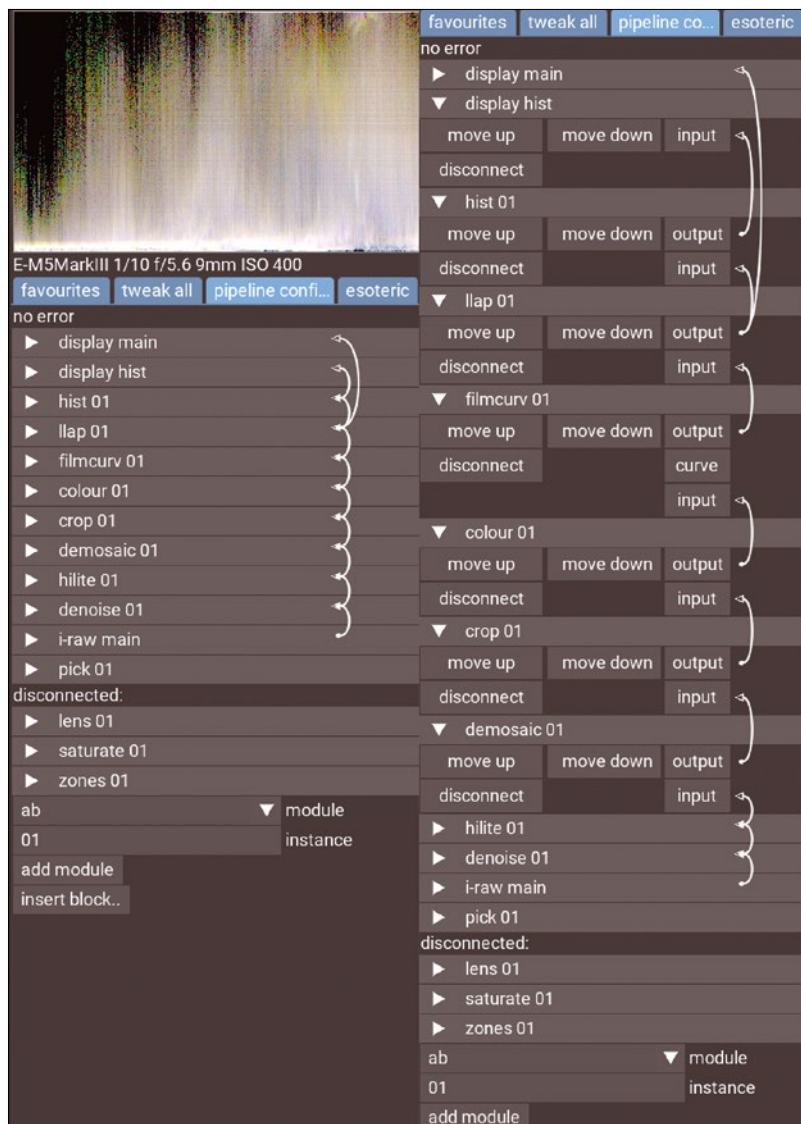 E-M5MarkIII 1/10 f/5.6 9mm ISO 400
favourites tweak all pipeline confi... esoteric
no error
display main
display hist
hist 01
llap 01
filmcurv 01
colour 01
crop 01
demosaic 01
hilite 01
denoise 01
i-raw main
pick 01
disconnected:
lens 01
saturate 01
zones 01
ab module
01 instance
add module
insert block..
favourites tweak all pipeline co... esoteric
no error
display main
display hist
move up move down input
disconnect
hist 01
move up move down output
disconnect input
llap 01
move up move down output
disconnect input
filmcurv 01
move up move down output
disconnect curve
input
colour 01
move up move down output
disconnect input
crop 01
move up move down output
disconnect input
demosaic 01
move up move down output
disconnect input
hilite 01
denoise 01
i-raw main
pick 01
disconnected:
lens 01
saturate 01
zones 01
ab module
01 instance
add module